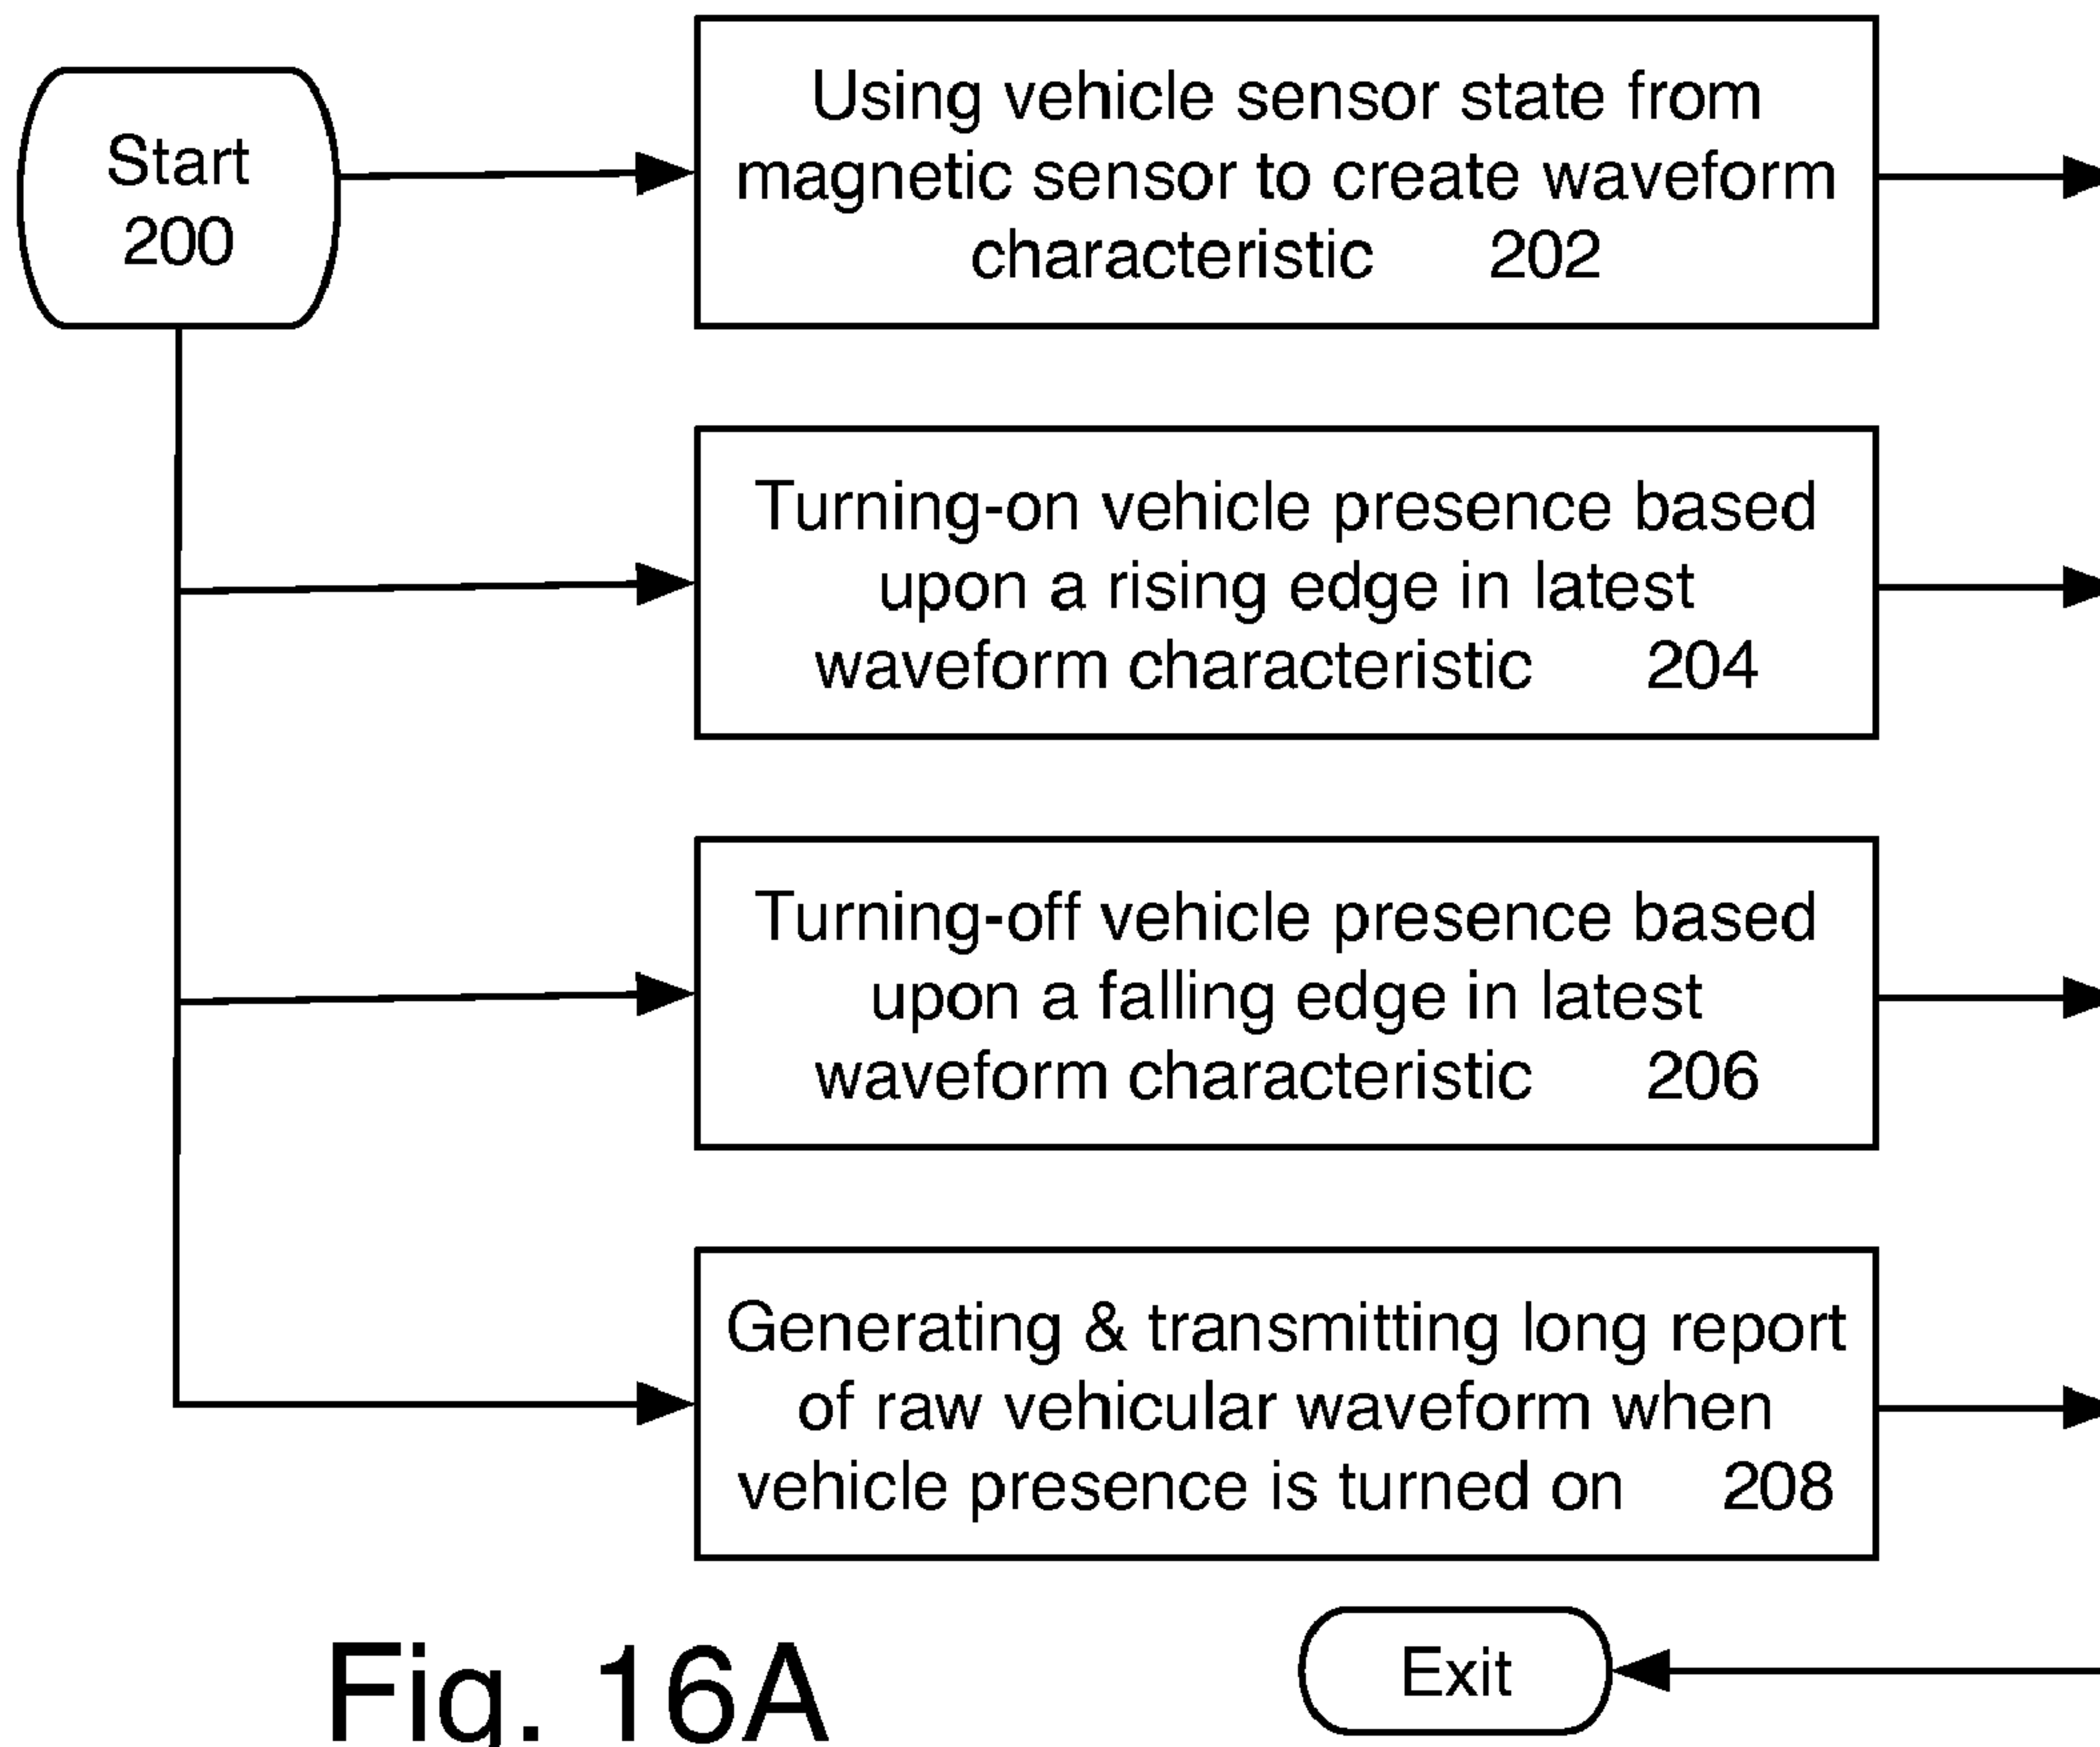 Start
200
Using vehicle sensor state from
magnetic sensor to create waveform
characteristic 202
Turning-on vehicle presence based
upon a rising edge in latest
waveform characteristic 204
Turning-off vehicle presence based
upon a falling edge in latest
waveform characteristic 206
Generating & transmitting long report
of raw vehicular waveform when
vehicle presence is turned on 208
Exit
Fig. 16A